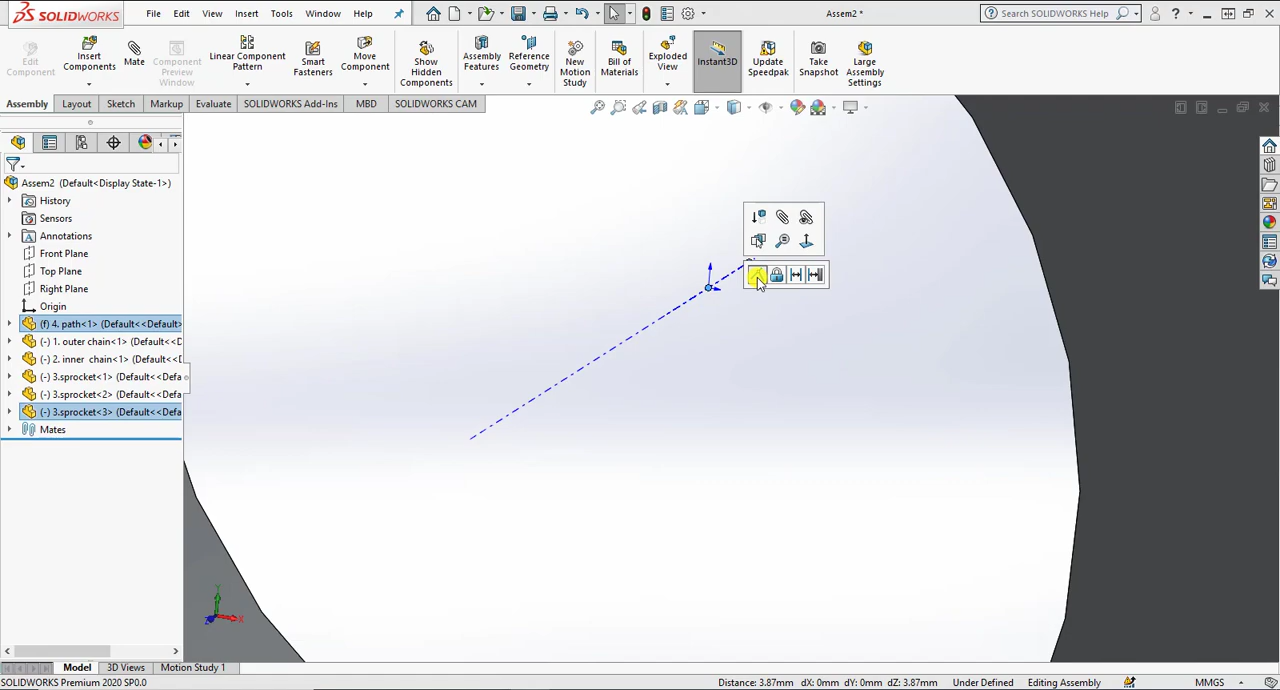 SOLIDWORKS
File Edit View Insert Tools Window Help
Assem2 *
Search SOLIDWORKS Help
Edit Component
Insert Components
Mate
Component Preview Window
Linear Component Pattern
Smart Fasteners
Move Component
Show Hidden Components
Assembly Features
Reference Geometry
New Motion Study
Bill of Materials
Exploded View
Instant3D
Update Speedpak
Take Snapshot
Large Assembly Settings
Assembly Layout Sketch Markup Evaluate SOLIDWORKS Add-Ins MBD SOLIDWORKS CAM
Assem2 (Default<Display State-1>)
History
Sensors
Annotations
Front Plane
Top Plane
Right Plane
Origin
(f) 4. path<1> (Default<<Default>
(-) 1. outer chain<1> (Default<<D
(-) 2. inner chain<1> (Default<<D
(-) 3.sprocket<1> (Default<<Defa
(-) 3.sprocket<2> (Default<<Defa
(-) 3.sprocket<3> (Default<<Defa
Mates
Y
X
Z
Model 3D Views Motion Study 1
SOLIDWORKS Premium 2020 SP0.0
Distance: 3.87mm dX: 0mm dY: 0mm dZ: 3.87mm Under Defined Editing Assembly MMGS